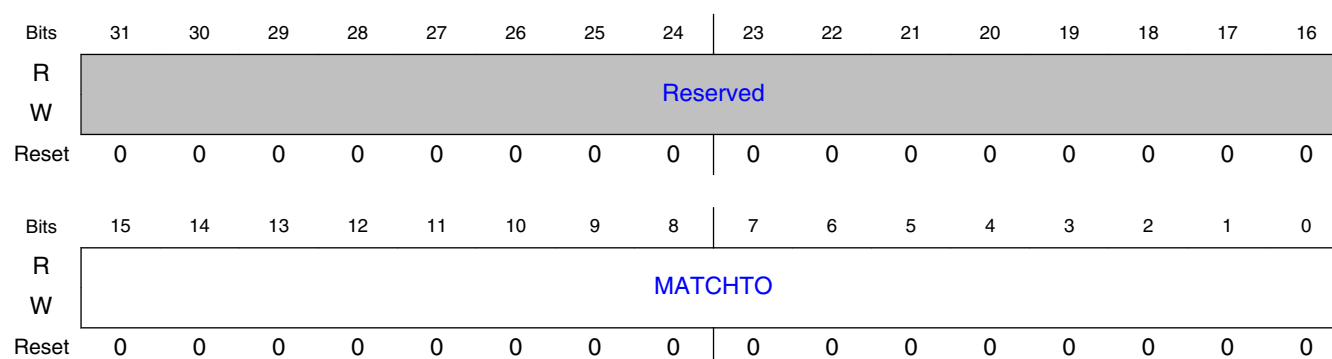 Bits 31 30 29 28 27 26 25 24 23 22 21 20 19 18 17 16
R
Reserved
W
Reset 0 0 0 0 0 0 0 0 0 0 0 0 0 0 0 0
Bits 15 14 13 12 11 10 9 8 7 6 5 4 3 2 1 0
R
MATCHTO
W
Reset 0 0 0 0 0 0 0 0 0 0 0 0 0 0 0 0